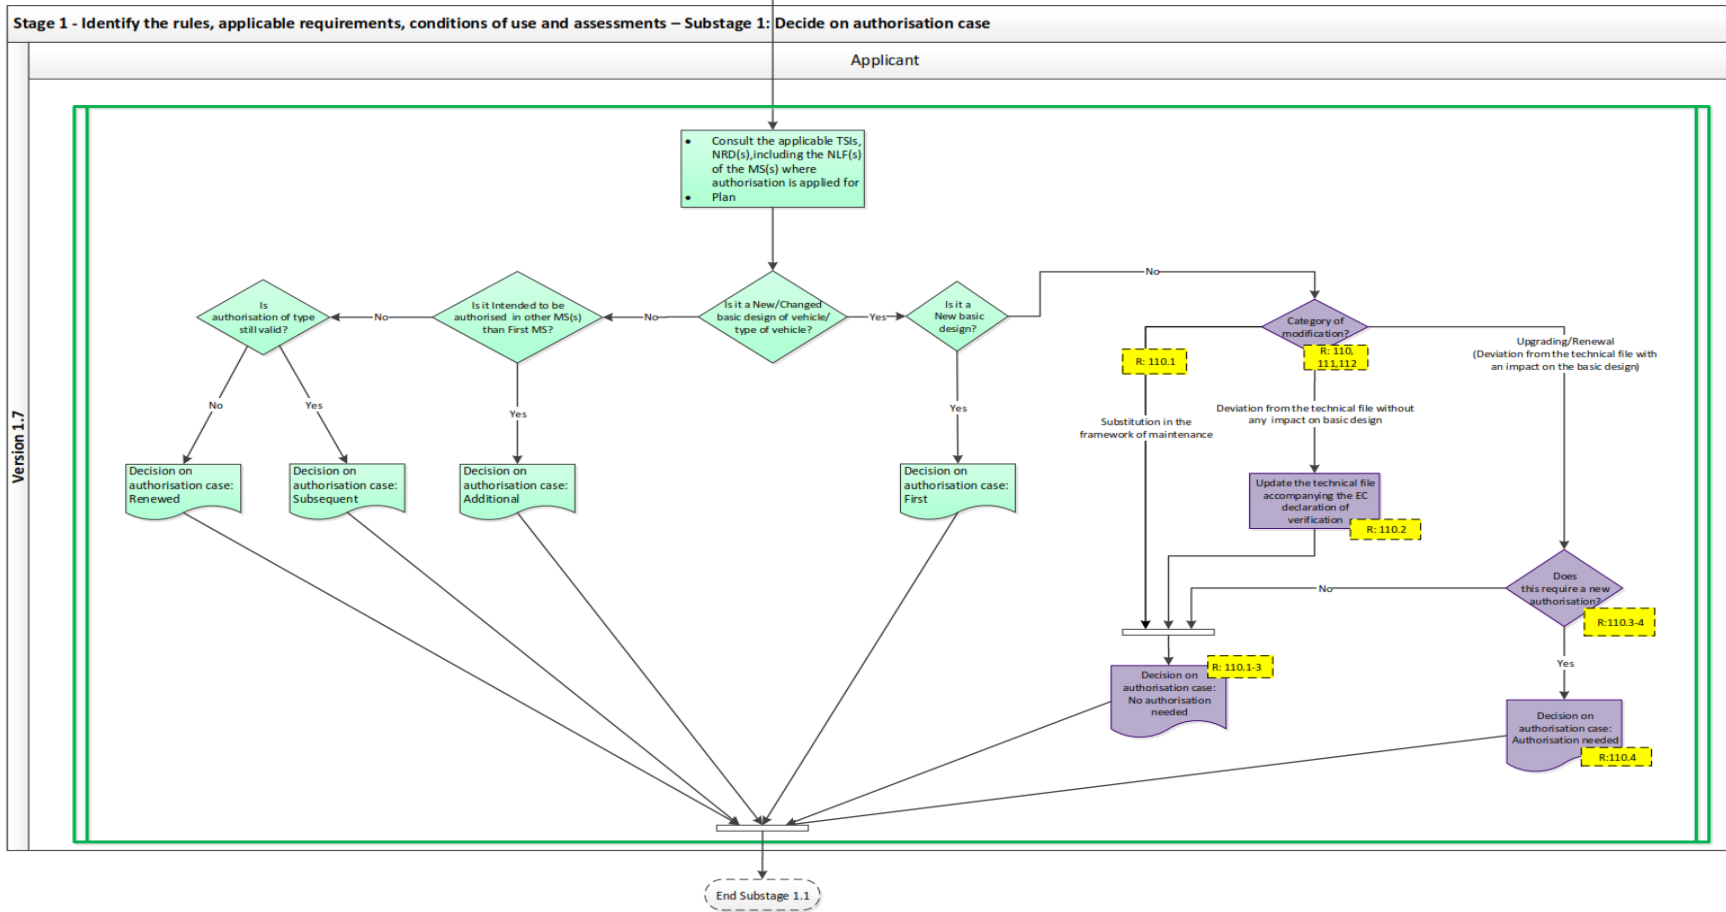 Stage 1 - Identify the rules, applicable requirements, conditions of use and assessments – Substage 1: Decide on authorisation case
Applicant
Version 1.7
• Consult the applicable TSIs,
NRD(s),including the NLF(s)
of the MS(s) where
authorisation is applied for
• Plan
Is
authorisation of type
still valid?
No
Is it Intended to be
authorised in other MS(s)
than First MS?
No
Is it a New/Changed
basic design of vehicle/
type of vehicle?
Yes
Is it a
New basic
design?
No
Category of
modification?
R: 110,
111,112
R: 110.1
Upgrading/Renewal
(Deviation from the technical file with
an impact on the basic design)
No
Yes
Yes
Yes
Substitution in the
framework of maintenance
Deviation from the technical file without
any impact on basic design
Decision on
authorisation case:
Renewed
Decision on
authorisation case:
Subsequent
Decision on
authorisation case:
Additional
Decision on
authorisation case:
First
Update the technical file
accompanying the EC
declaration of
verification
R: 110.2
No
Does
this require a new
authorisation?
R:110.3-4
Yes
R: 110.1-3
Decision on
authorisation case:
No authorisation
needed
Decision on
authorisation case:
Authorisation needed
R:110.4
End Substage 1.1